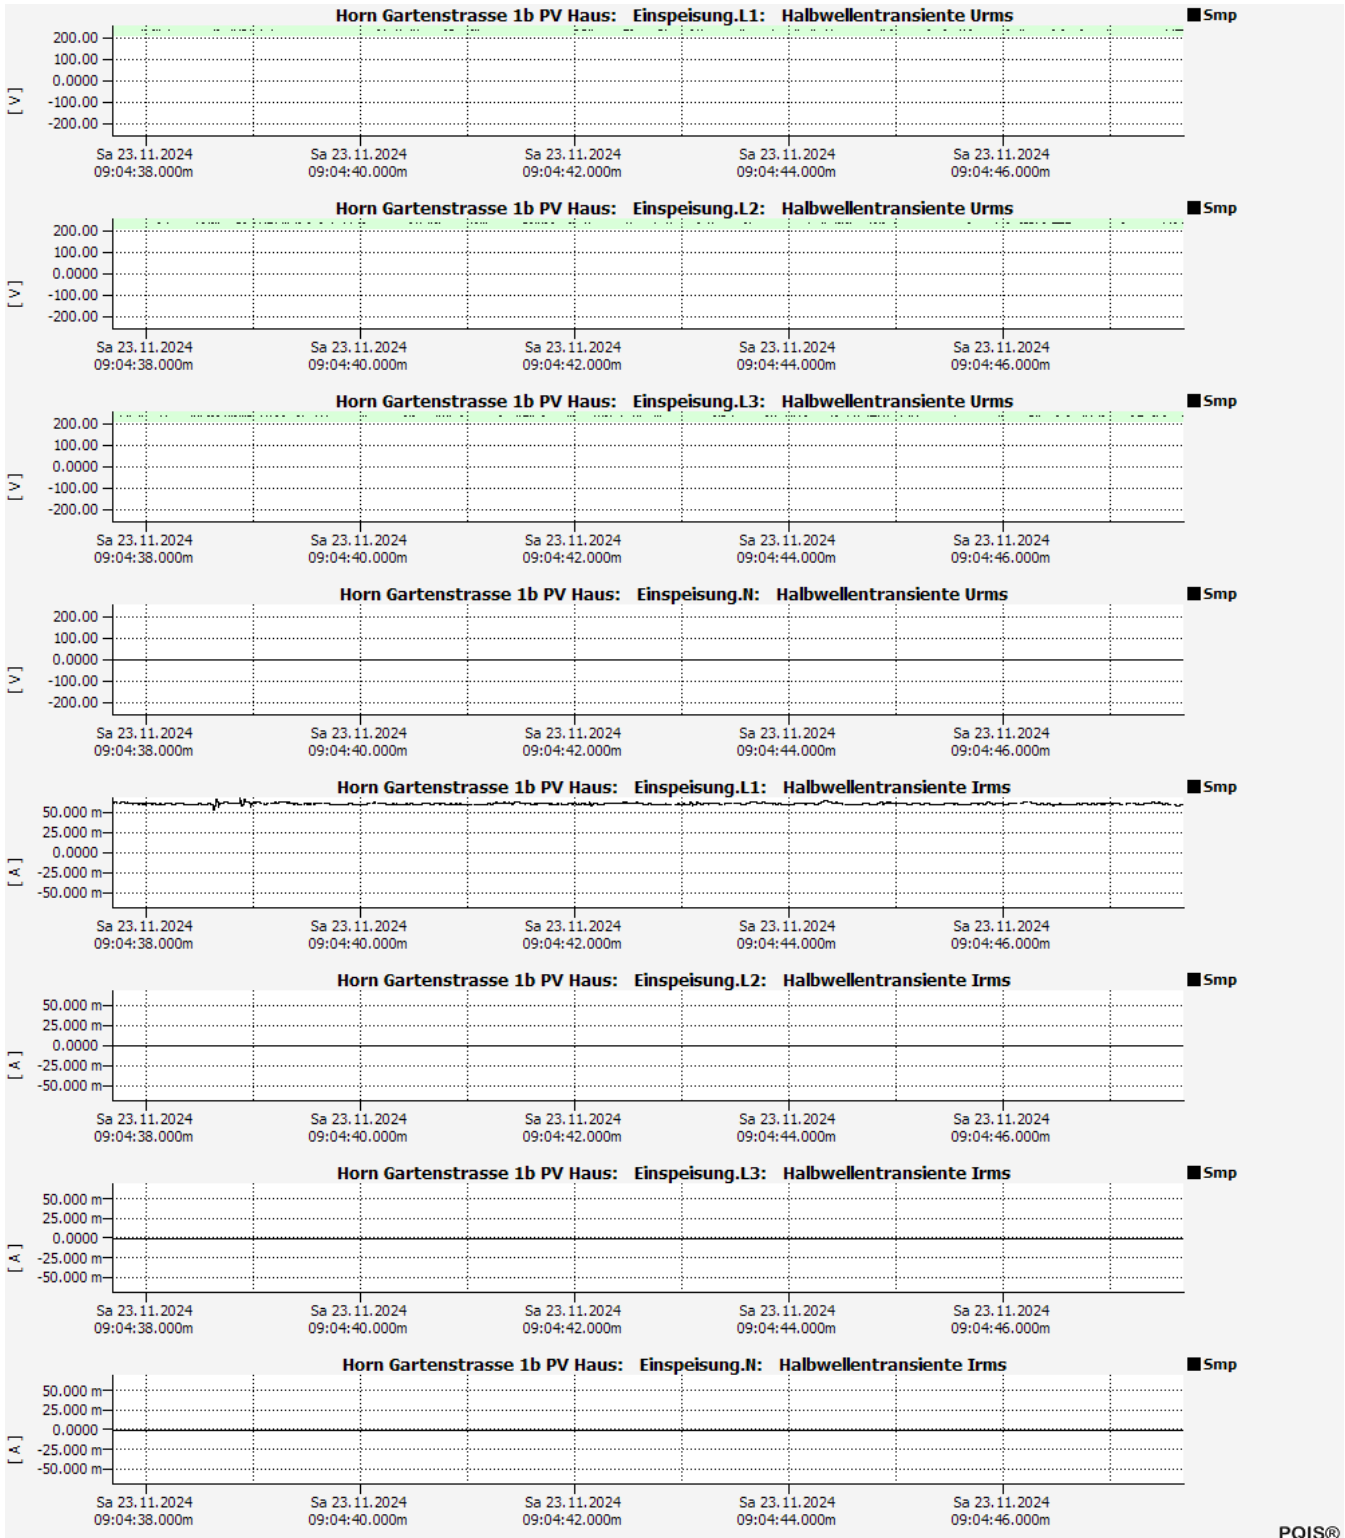 Horn Gartenstrasse 1b PV Haus: Einspeisung.L1: Halbwellentransiente Urms
Smp
200.00
100.00
0.0000
-100.00
-200.00
[ V ]
Sa 23.11.2024 Sa 23.11.2024 Sa 23.11.2024 Sa 23.11.2024 Sa 23.11.2024
09:04:38.000m 09:04:40.000m 09:04:42.000m 09:04:44.000m 09:04:46.000m
Horn Gartenstrasse 1b PV Haus: Einspeisung.L2: Halbwellentransiente Urms
Smp
200.00
100.00
0.0000
-100.00
-200.00
[ V ]
Sa 23.11.2024 Sa 23.11.2024 Sa 23.11.2024 Sa 23.11.2024 Sa 23.11.2024
09:04:38.000m 09:04:40.000m 09:04:42.000m 09:04:44.000m 09:04:46.000m
Horn Gartenstrasse 1b PV Haus: Einspeisung.L3: Halbwellentransiente Urms
Smp
200.00
100.00
0.0000
-100.00
-200.00
[ V ]
Sa 23.11.2024 Sa 23.11.2024 Sa 23.11.2024 Sa 23.11.2024 Sa 23.11.2024
09:04:38.000m 09:04:40.000m 09:04:42.000m 09:04:44.000m 09:04:46.000m
Horn Gartenstrasse 1b PV Haus: Einspeisung.N: Halbwellentransiente Urms
Smp
200.00
100.00
0.0000
-100.00
-200.00
[ V ]
Sa 23.11.2024 Sa 23.11.2024 Sa 23.11.2024 Sa 23.11.2024 Sa 23.11.2024
09:04:38.000m 09:04:40.000m 09:04:42.000m 09:04:44.000m 09:04:46.000m
Horn Gartenstrasse 1b PV Haus: Einspeisung.L1: Halbwellentransiente Irms
Smp
50.000 m
25.000 m
0.0000
-25.000 m
-50.000 m
[ A ]
Sa 23.11.2024 Sa 23.11.2024 Sa 23.11.2024 Sa 23.11.2024 Sa 23.11.2024
09:04:38.000m 09:04:40.000m 09:04:42.000m 09:04:44.000m 09:04:46.000m
Horn Gartenstrasse 1b PV Haus: Einspeisung.L2: Halbwellentransiente Irms
Smp
50.000 m
25.000 m
0.0000
-25.000 m
-50.000 m
[ A ]
Sa 23.11.2024 Sa 23.11.2024 Sa 23.11.2024 Sa 23.11.2024 Sa 23.11.2024
09:04:38.000m 09:04:40.000m 09:04:42.000m 09:04:44.000m 09:04:46.000m
Horn Gartenstrasse 1b PV Haus: Einspeisung.L3: Halbwellentransiente Irms
Smp
50.000 m
25.000 m
0.0000
-25.000 m
-50.000 m
[ A ]
Sa 23.11.2024 Sa 23.11.2024 Sa 23.11.2024 Sa 23.11.2024 Sa 23.11.2024
09:04:38.000m 09:04:40.000m 09:04:42.000m 09:04:44.000m 09:04:46.000m
Horn Gartenstrasse 1b PV Haus: Einspeisung.N: Halbwellentransiente Irms
Smp
50.000 m
25.000 m
0.0000
-25.000 m
-50.000 m
[ A ]
Sa 23.11.2024 Sa 23.11.2024 Sa 23.11.2024 Sa 23.11.2024 Sa 23.11.2024
09:04:38.000m 09:04:40.000m 09:04:42.000m 09:04:44.000m 09:04:46.000m
PQIS®